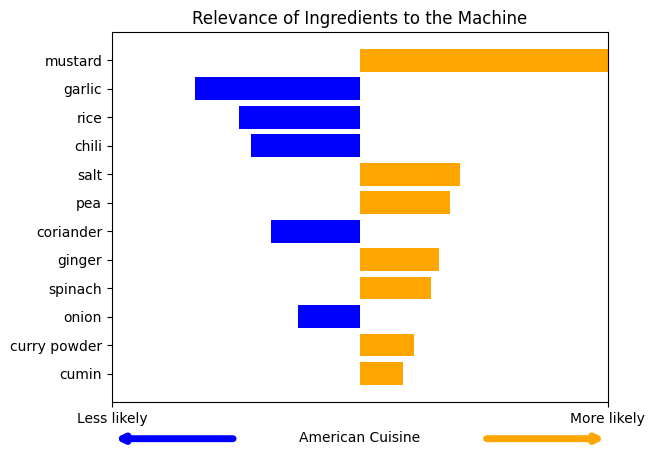 Relevance of Ingredients to the Machine
mustard
garlic
rice
chili
salt
pea
coriander
ginger
spinach
onion
curry powder
cumin
Less likely
More likely
American Cuisine